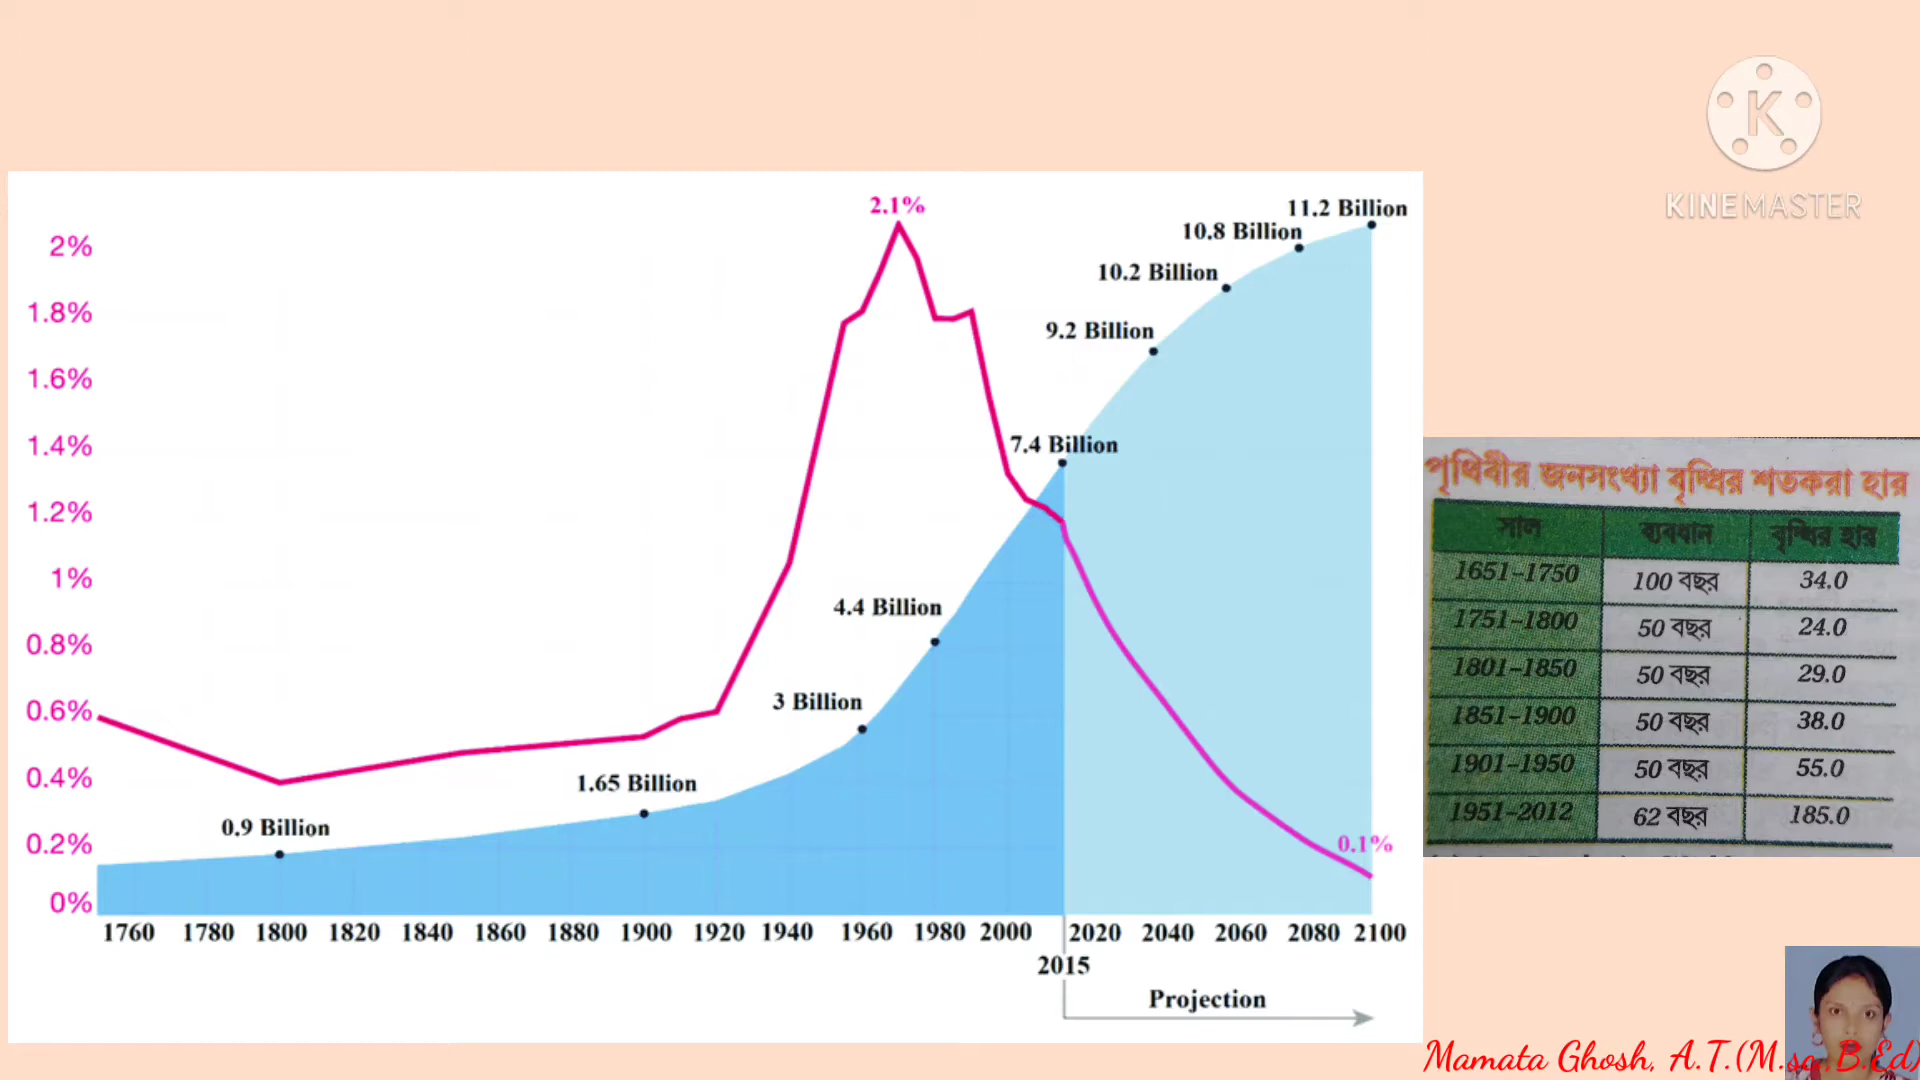 KINEMASTER
2.1%
11.2 Billion
10.8 Billion
10.2 Billion
9.2 Billion
7.4 Billion
4.4 Billion
3 Billion
1.65 Billion
0.9 Billion
0.1%
2%
1.8%
1.6%
1.4%
1.2%
1%
0.8%
0.6%
0.4%
0.2%
0%
1760 1780 1800 1820 1840 1860 1880 1900 1920 1940 1960 1980 2000 2020 2040 2060 2080 2100
2015
Projection
পৃথিবীর জনসংখ্যা বৃদ্ধির শতকরা হার
সাল ব্যবধান বৃদ্ধির হার
1651-1750 100 বছর 34.0
1751-1800 50 বছর 24.0
1801-1850 50 বছর 29.0
1851-1900 50 বছর 38.0
1901-1950 50 বছর 55.0
1951-2012 62 বছর 185.0
Mamata Ghosh, A.T.(M.sc,B.Ed)